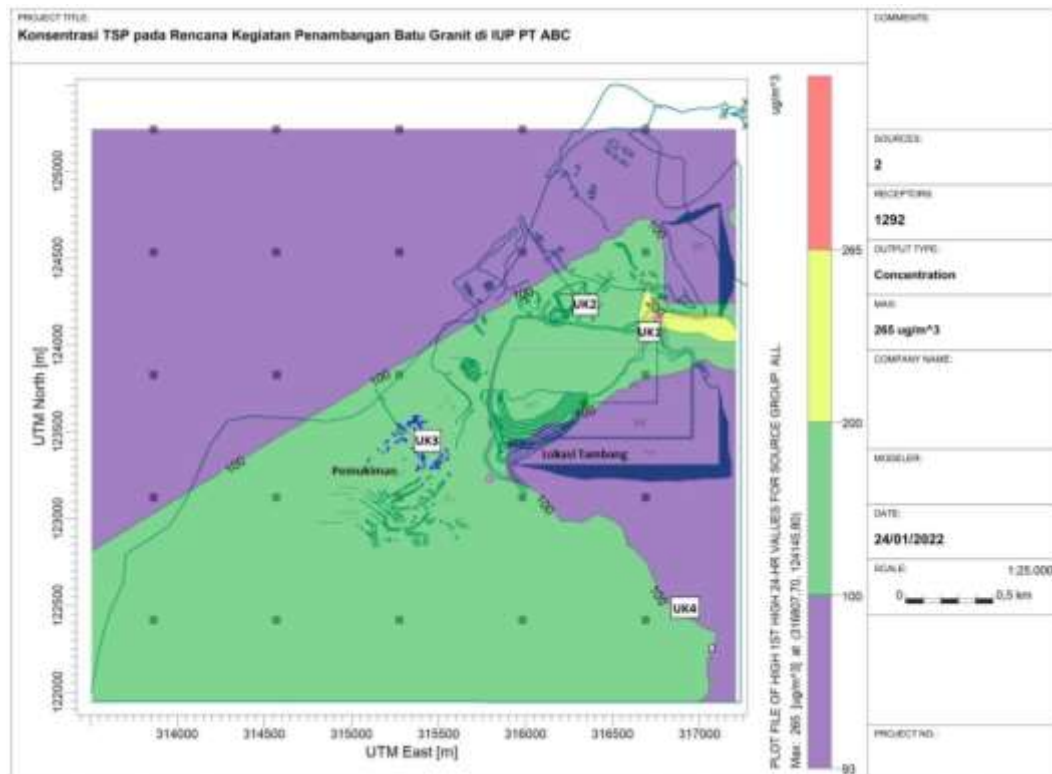 PROJECT TITLE:
Konsentrasi TSP pada Rencana Kegiatan Penambangan Batu Granit di IUP PT ABC
COMMENTS:
SOURCES:
2
RECEPTORS:
1292
OUTPUT TYPE:
Concentration
MAX:
265 ug/m^3
COMPANY NAME:
MODELER:
DATE:
24/01/2022
SCALE:
1:25.000
0
0,5 km
PROJECT NO.:
UTM North [m]
125000
124500
124000
123500
123000
122500
122000
314000
314500
315000
315500
316000
316500
317000
UTM East [m]
100
100
100
100
100
100
100
UK2
UK3
Pemukiman
Lokasi Tambang
UK4
ug/m^3
265
200
100
93
PLOT FILE OF HIGH 1ST HIGH 24-HR VALUES FOR SOURCE GROUP: ALL
Max: 265 [ug/m^3] at (316807,70, 124145,80)